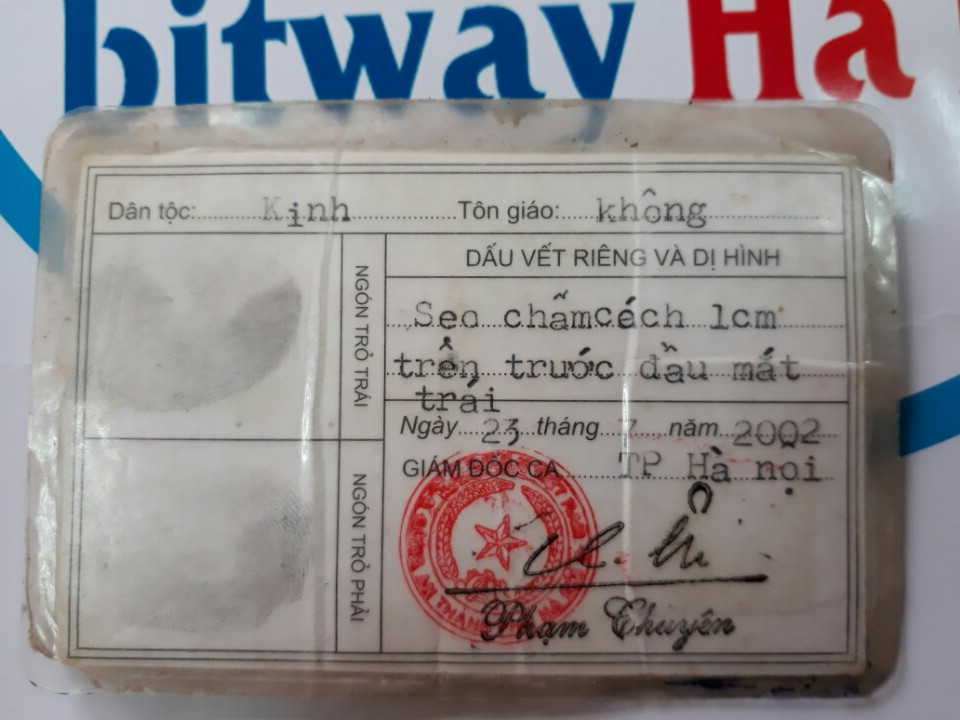 bitway Hà
Dân tộc: Kinh Tôn giáo: không
NGÓN TRỎ TRÁI
DẤU VẾT RIÊNG VÀ DỊ HÌNH
Sẹo chấmcách 1cm
trên trước đầu mắt
trái
Ngày 23 tháng 7 năm 2002
GIÁM ĐỐC CA TP Hà nội
NGÓN TRỎ PHẢI
Phạm Chuyên